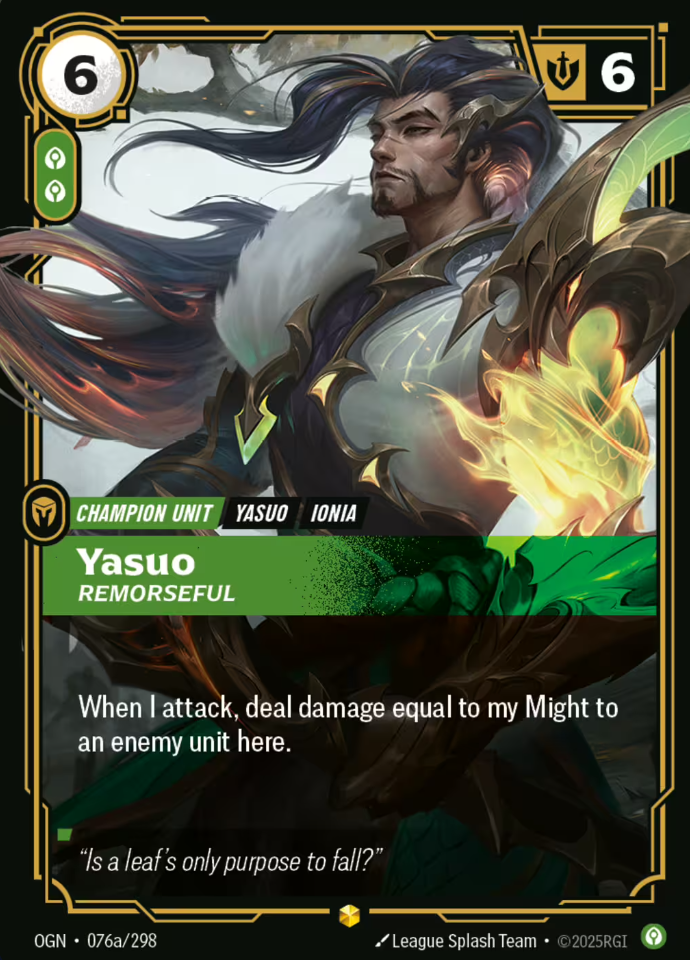 6
6
CHAMPION UNIT YASUO IONIA
Yasuo
REMORSEFUL
When I attack, deal damage equal to my Might to
an enemy unit here.
“Is a leaf’s only purpose to fall?”
OGN • 076a/298 League Splash Team • ©2025RGI